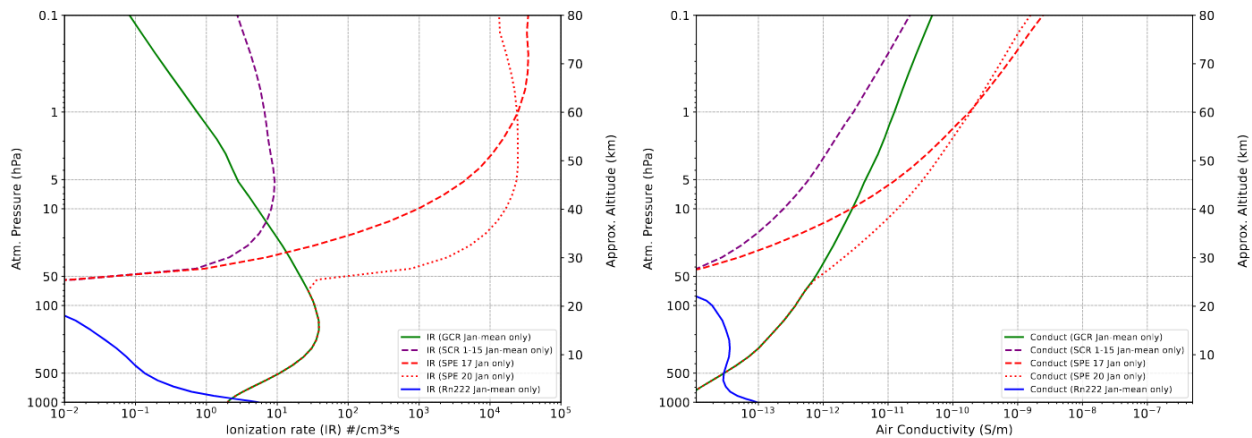 0.1
1
5
10
50
100
500
1000
Atm. Pressure (hPa)
80
70
60
50
40
30
20
10
Approx. Altitude (km)
IR (GCR Jan-mean only)
IR (SCR 1-15 Jan-mean only)
IR (SPE 17 Jan only)
IR (SPE 20 Jan only)
IR (Rn222 Jan-mean only)
10⁻² 10⁻¹ 10⁰ 10¹ 10² 10³ 10⁴ 10⁵
Ionization rate (IR) #/cm3*s
0.1
1
5
10
50
100
500
1000
Atm. Pressure (hPa)
80
70
60
50
40
30
20
10
Approx. Altitude (km)
Conduct (GCR Jan-mean only)
Conduct (SCR 1-15 Jan-mean only)
Conduct (SPE 17 Jan only)
Conduct (SPE 20 Jan only)
Conduct (Rn222 Jan-mean only)
10⁻¹³ 10⁻¹² 10⁻¹¹ 10⁻¹⁰ 10⁻⁹ 10⁻⁸ 10⁻⁷
Air Conductivity (S/m)